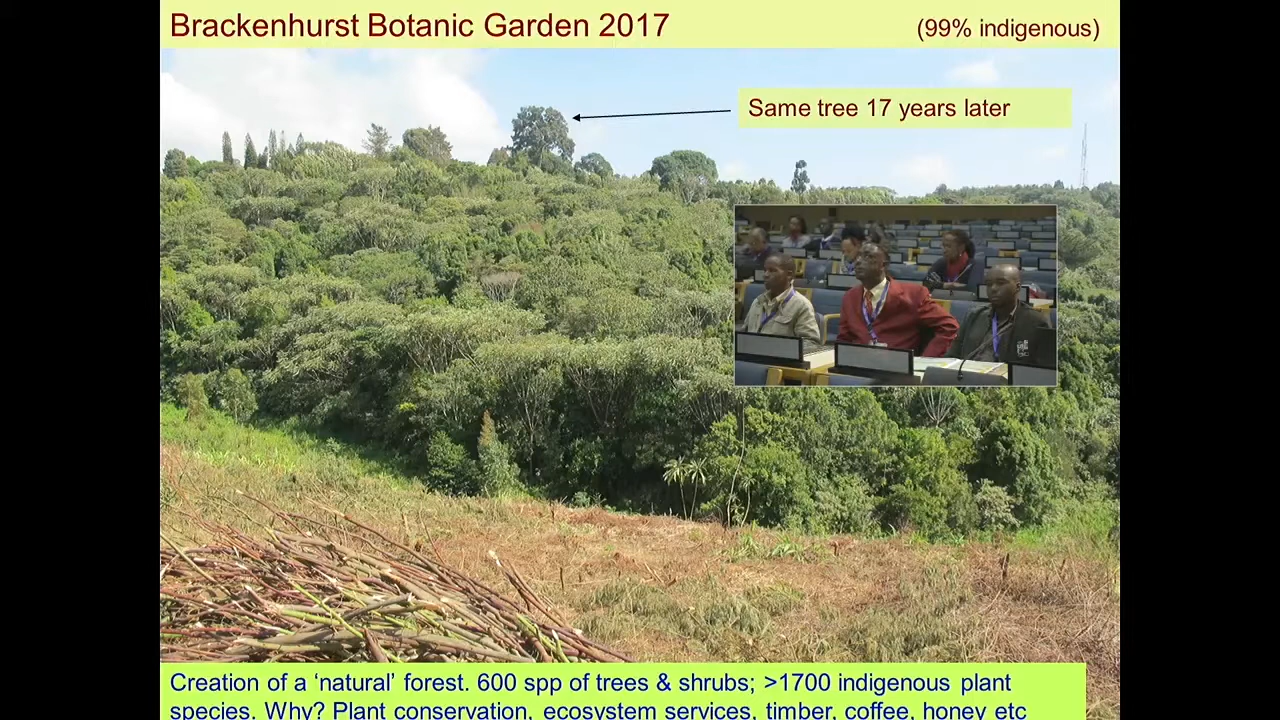 Brackenhurst Botanic Garden 2017 (99% indigenous)
Same tree 17 years later
Creation of a ‘natural’ forest. 600 spp of trees & shrubs; >1700 indigenous plant
species. Why? Plant conservation, ecosystem services, timber, coffee, honey etc